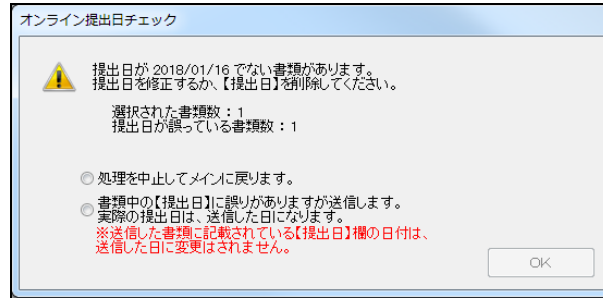 オンライン提出日チェック
提出日が 2018/01/16 でない書類があります。
提出日を修正するか、【提出日】を削除してください。
選択された書類数：1
提出日が誤っている書類数：1
処理を中止してメインに戻ります。
書類中の【提出日】に誤りがありますが送信します。
実際の提出日は、送信した日になります。
※送信した書類に記載されている【提出日】欄の日付は、
送信した日に変更はされません。
OK